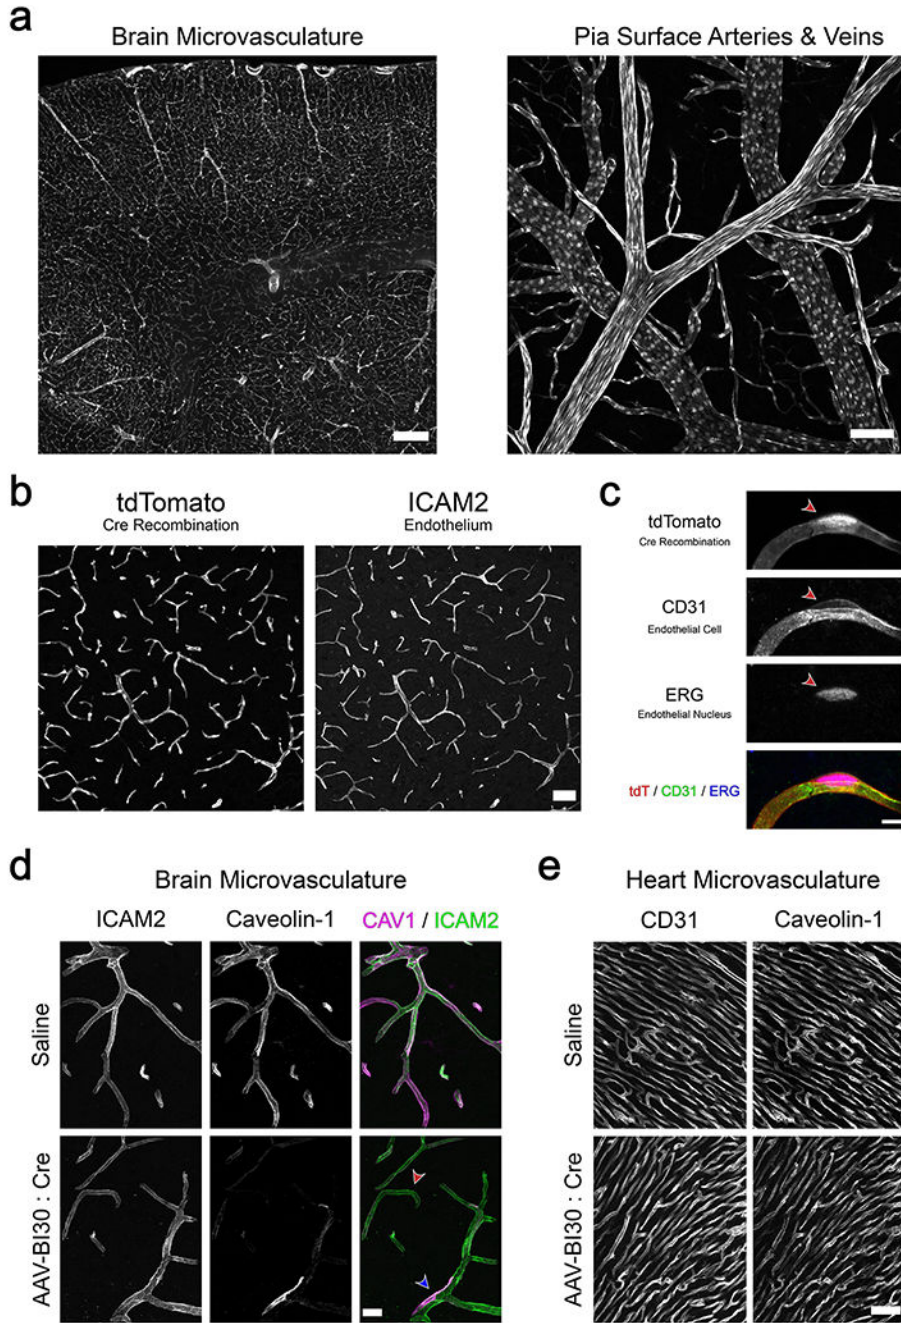 a
Brain Microvasculature
Pia Surface Arteries & Veins
b
tdTomato
Cre Recombination
ICAM2
Endothelium
c
tdTomato
Cre Recombination
CD31
Endothelial Cell
ERG
Endothelial Nucleus
tdT / CD31 / ERG
d
Brain Microvasculature
ICAM2
Caveolin-1
CAV1 / ICAM2
Saline
AAV-BI30 : Cre
e
Heart Microvasculature
CD31
Caveolin-1
Saline
AAV-BI30 : Cre